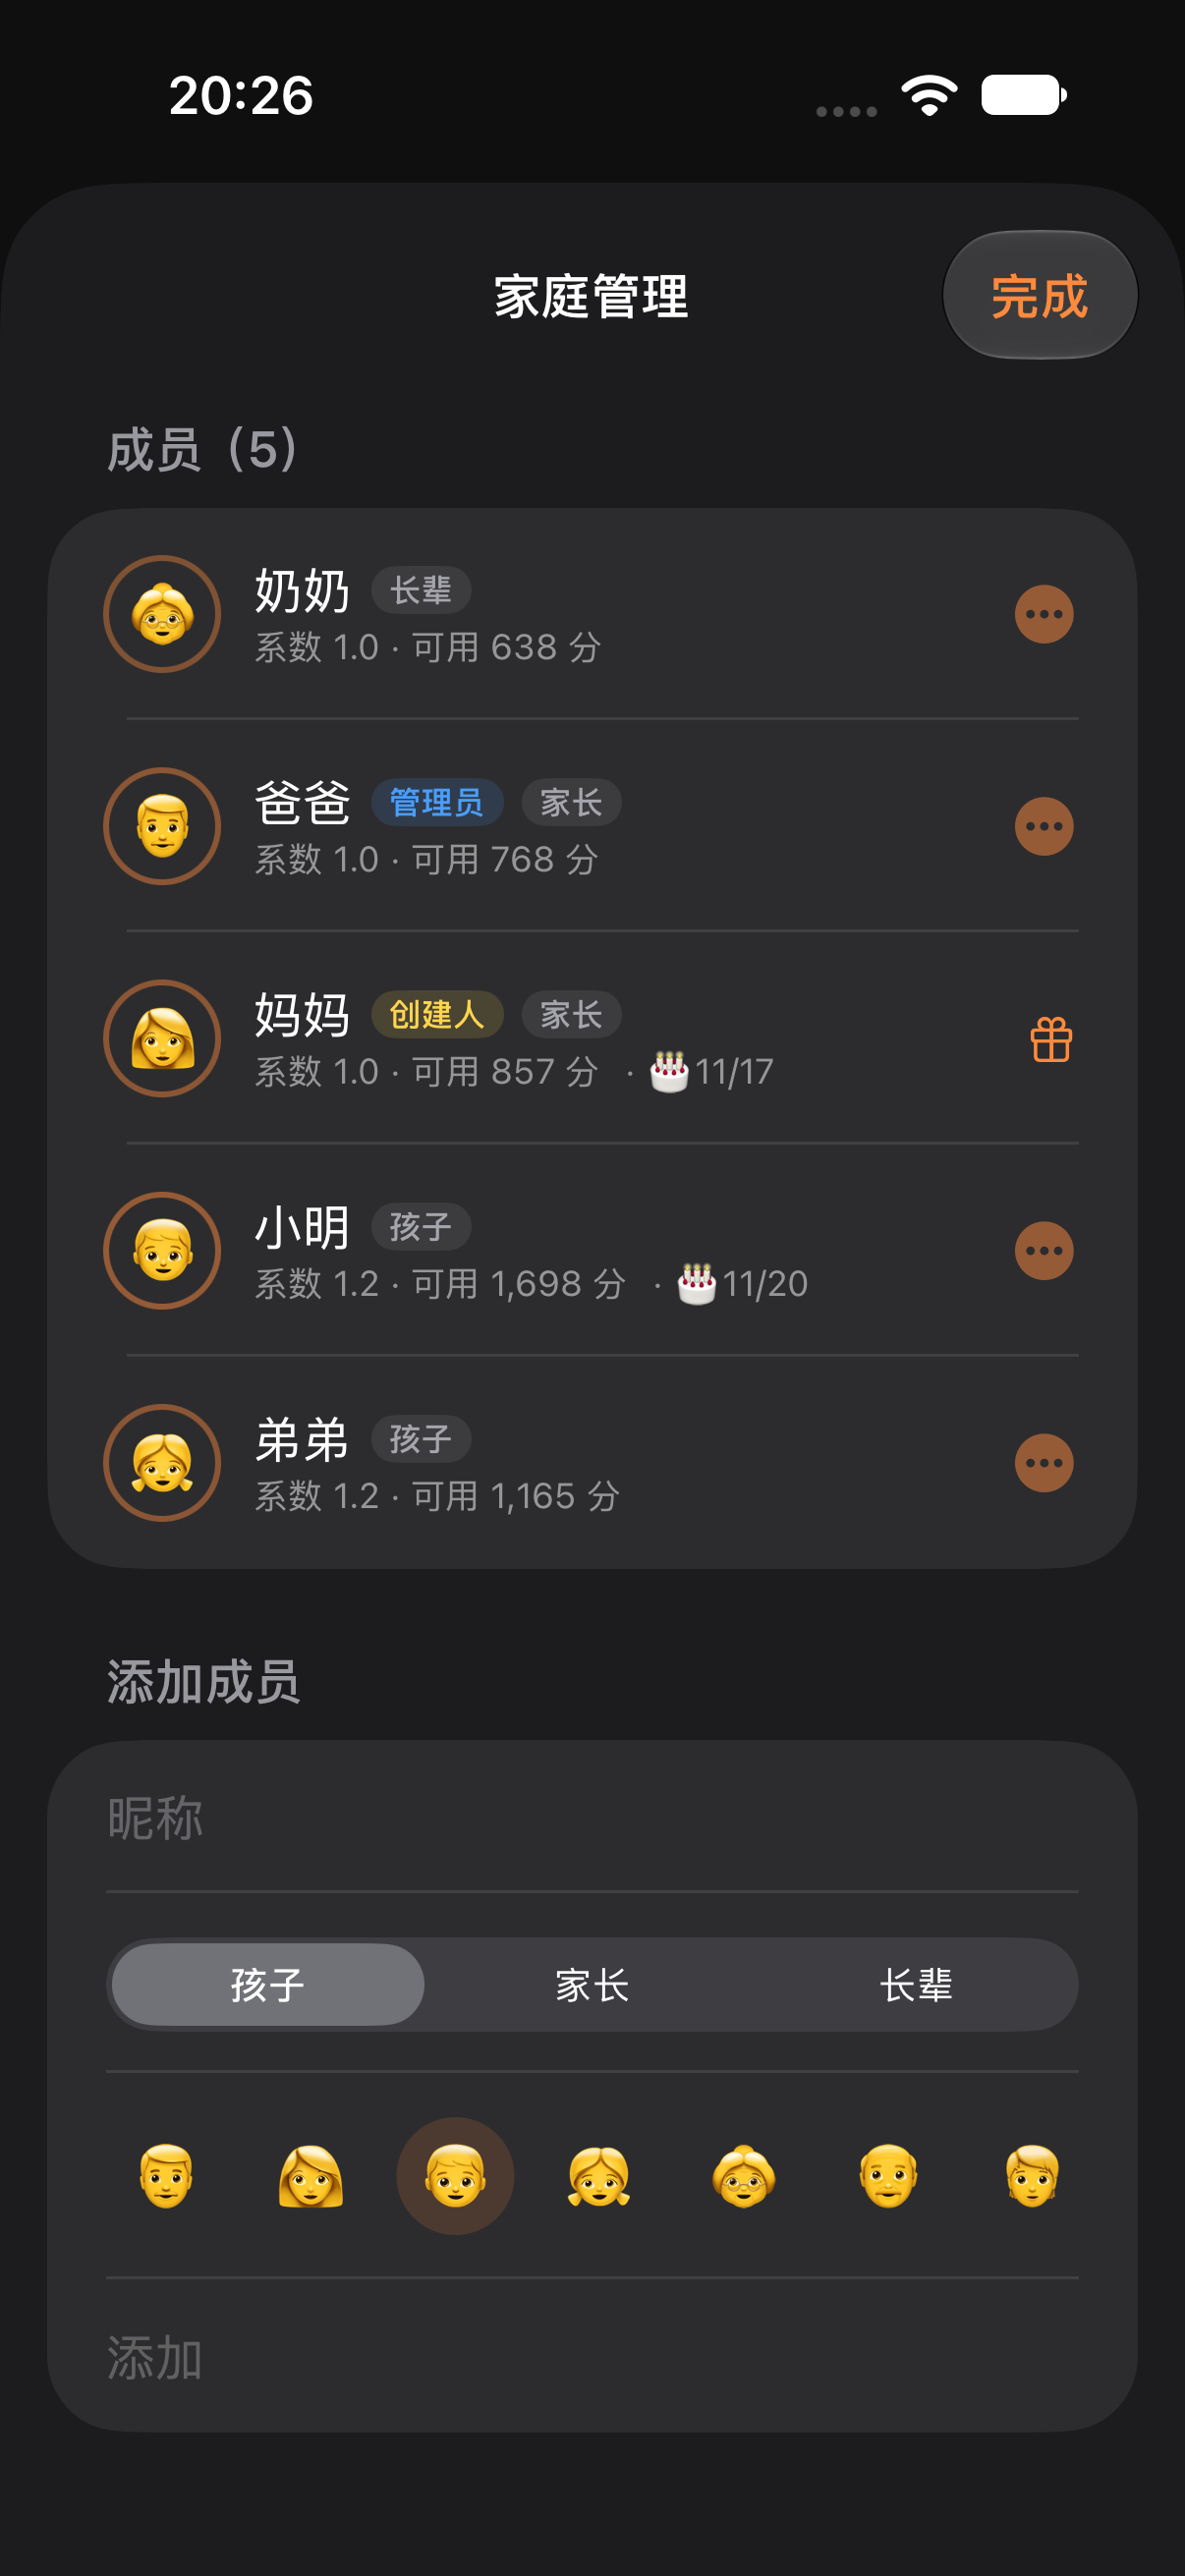 20:26
家庭管理
完成
成员（5）
奶奶 长辈
系数 1.0 · 可用 638 分
爸爸 管理员 家长
系数 1.0 · 可用 768 分
妈妈 创建人 家长
系数 1.0 · 可用 857 分 · 🎂11/17
小明 孩子
系数 1.2 · 可用 1,698 分 · 🎂11/20
弟弟 孩子
系数 1.2 · 可用 1,165 分
添加成员
昵称
孩子 家长 长辈
添加